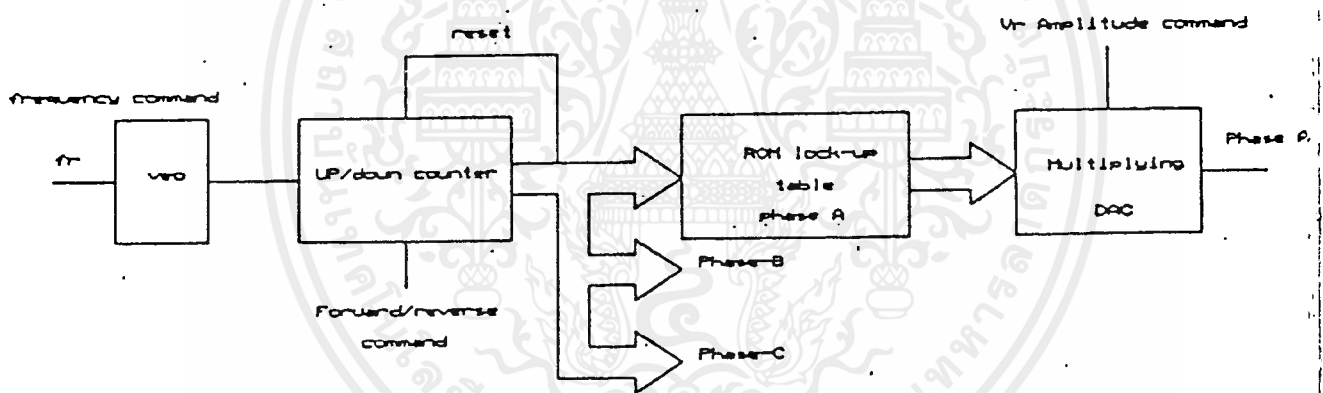 reset
Vr Amplitude command
frequency command
fr
vco
UP/down counter
Forward/reverse
command
ROM lock-up
table
phase A
Phase-B
Phase-C
Multiplying
DAC
Phase A